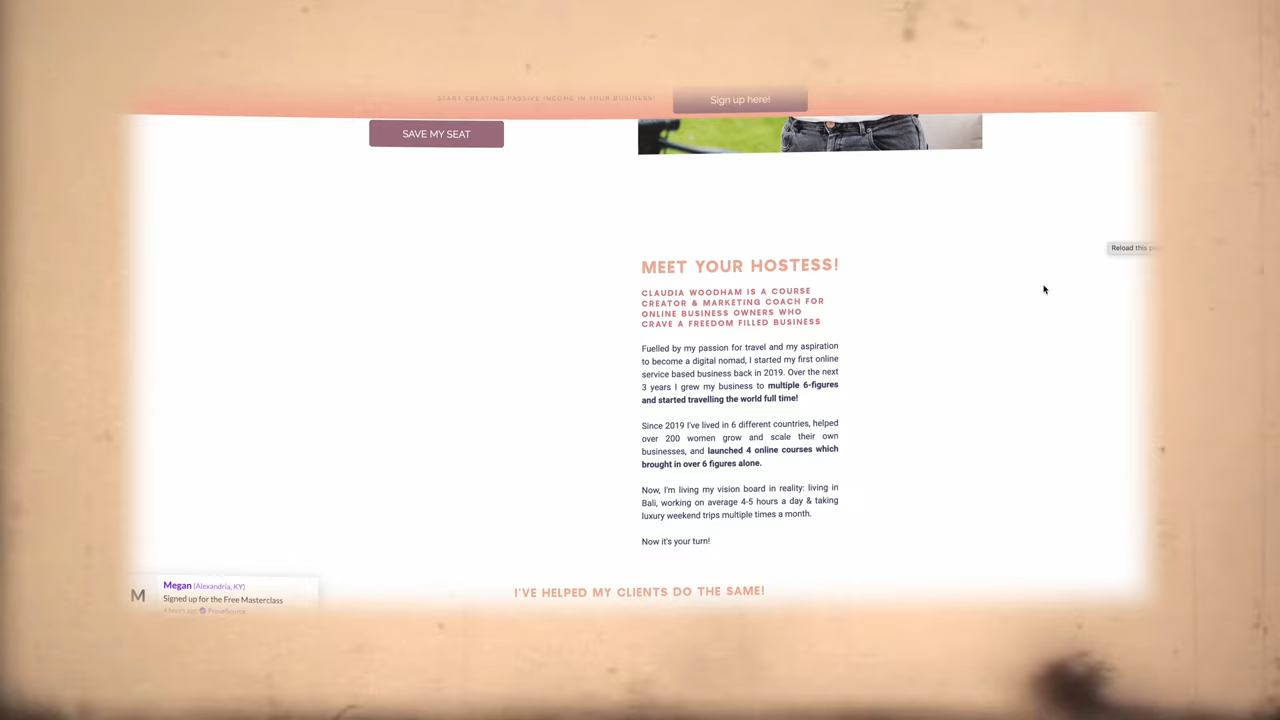 START CREATING PASSIVE INCOME IN YOUR BUSINESS!
Sign up here!
SAVE MY SEAT
Reload this
MEET YOUR HOSTESS!
CLAUDIA WOODHAM IS A COURSE
CREATOR & MARKETING COACH FOR
ONLINE BUSINESS OWNERS WHO
CRAVE A FREEDOM FILLED BUSINESS
Fuelled by my passion for travel and my aspiration
to become a digital nomad, I started my first online
service based business back in 2019. Over the next
3 years I grew my business to multiple 6-figures
and started travelling the world full time!
Since 2019 I've lived in 6 different countries, helped
over 200 women grow and scale their own
businesses, and launched 4 online courses which
brought in over 6 figures alone.
Now, I'm living my vision board in reality: living in
Bali, working on average 4-5 hours a day & taking
luxury weekend trips multiple times a month.
Now it's your turn!
M
Megan (Alexandria, KY)
Signed up for the Free Masterclass
4 hours ago ProveSource
I'VE HELPED MY CLIENTS DO THE SAME!